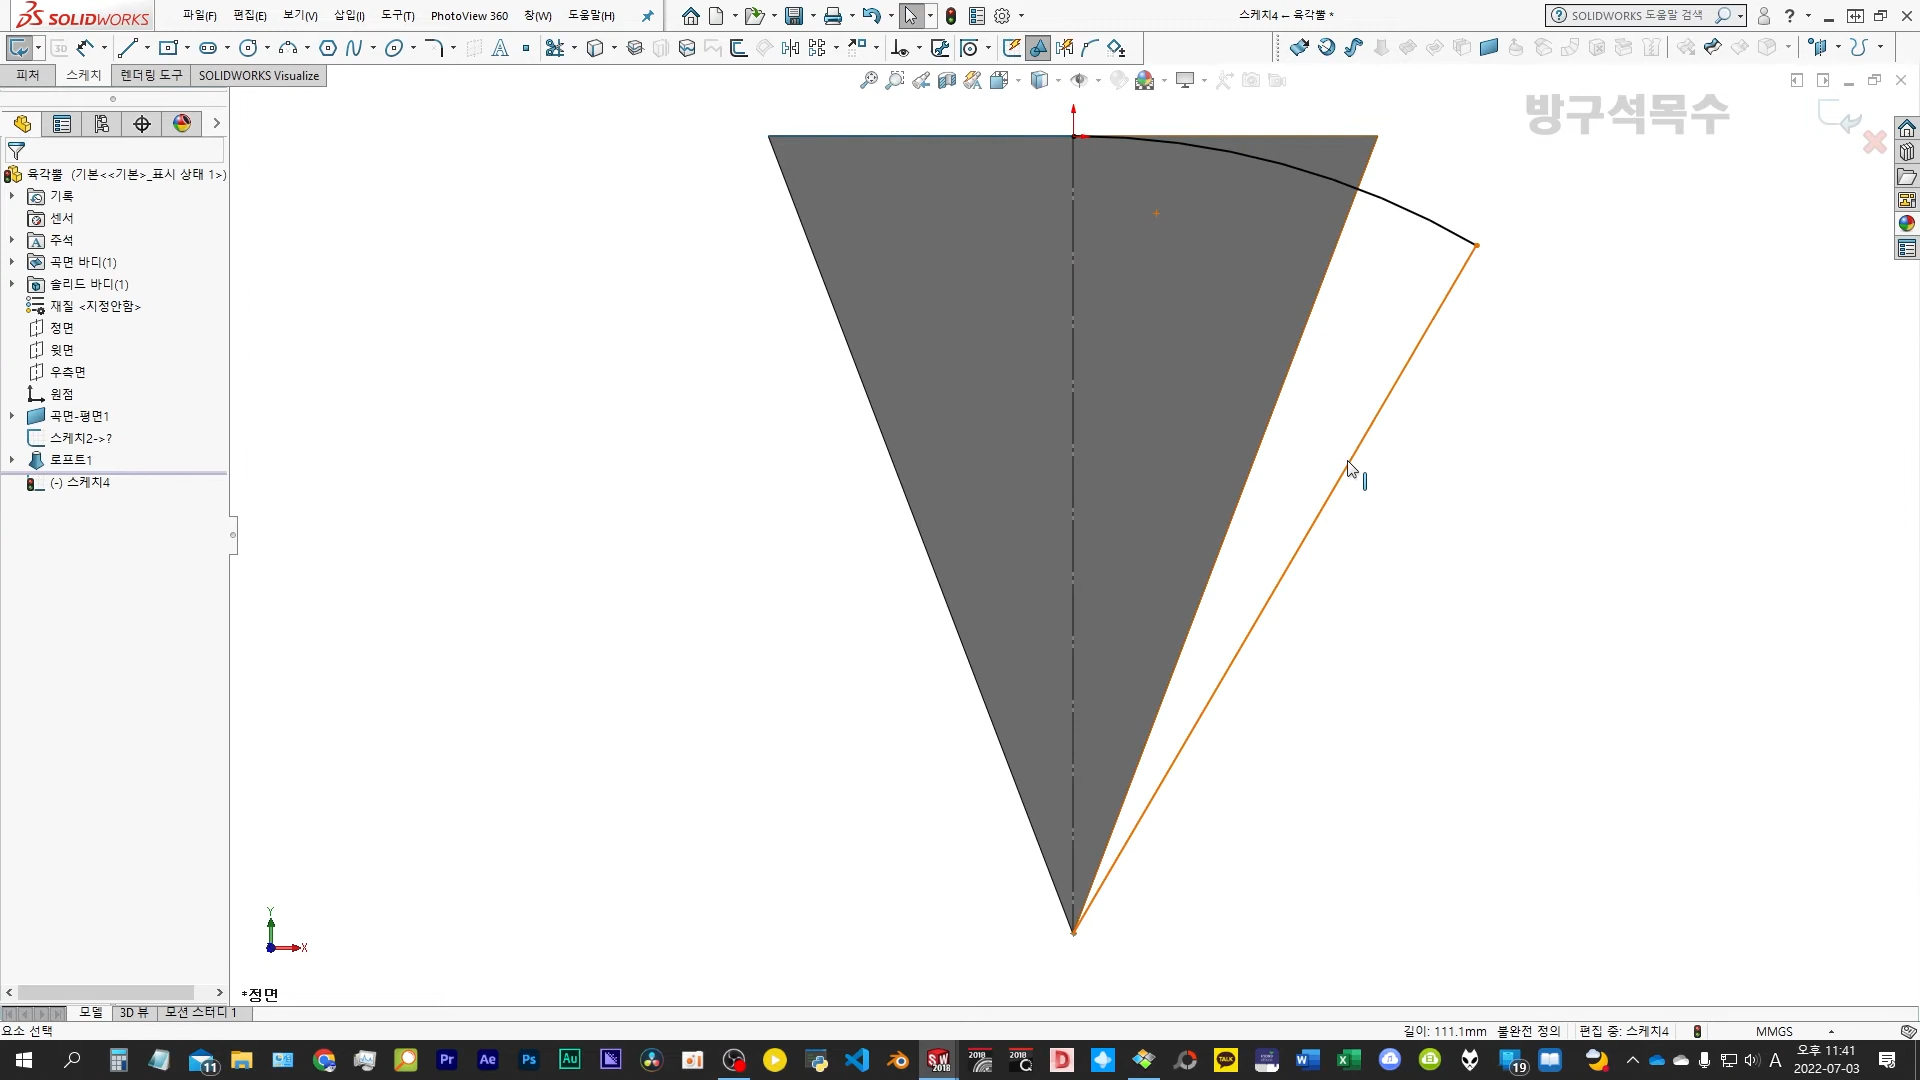 SOLIDWORKS 파일(F) 편집(E) 보기(V) 삽입(I) 도구(T) PhotoView 360 창(W) 도움말(H) 스케치4 ← 육각뿔 * SOLIDWORKS 도움말 검색
피처 스케치 렌더링 도구 SOLIDWORKS Visualize
방구석목수
육각뿔 (기본<<기본>_표시 상태 1>)
기록
센서
주석
곡면 바디(1)
솔리드 바디(1)
재질 <지정안함>
정면
윗면
우측면
원점
곡면-평면1
스케치2->?
로프트1
(-) 스케치4
Y
X
*정면
모델 3D 뷰 모션 스터디 1
요소 선택 길이: 111.1mm 불완전 정의 편집 중: 스케치4 MMGS
오후 11:41
2022-07-03